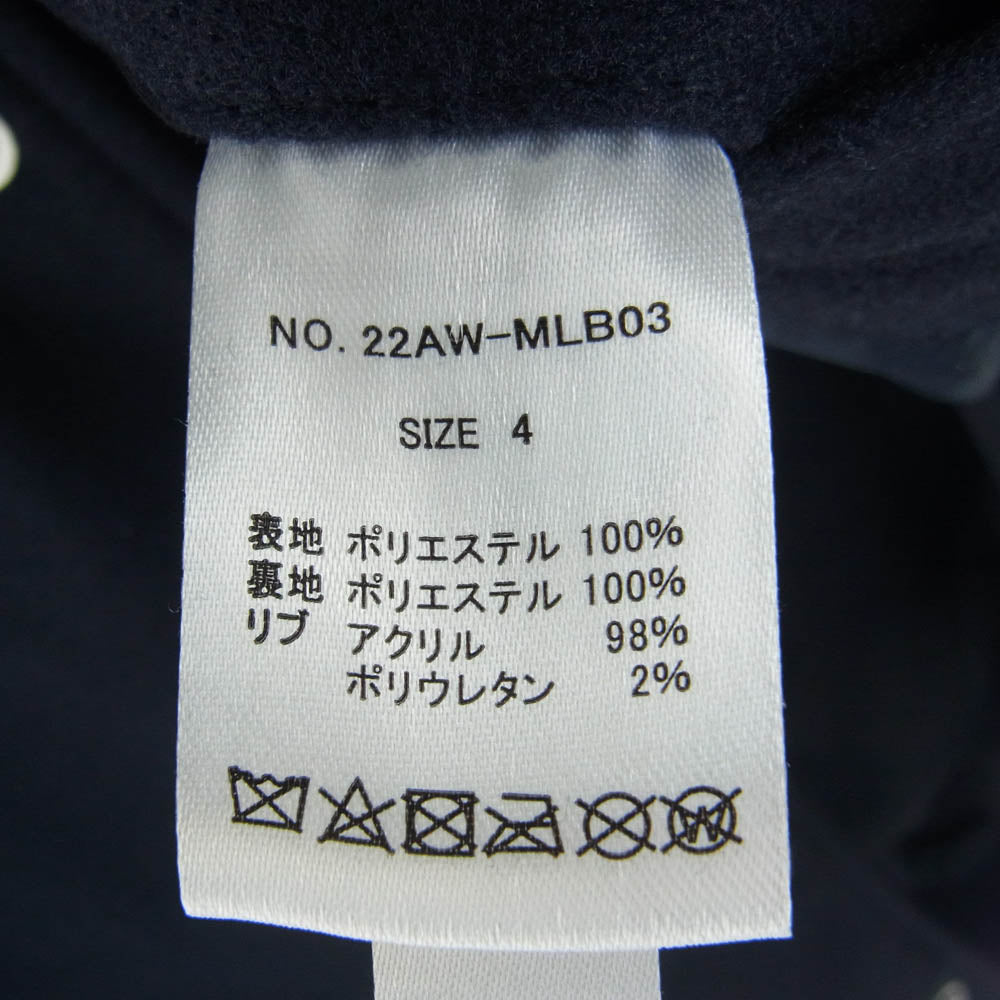 NO. 22AW-MLB03
SIZE 4
表地 ポリエステル 100%
裏地 ポリエステル 100%
リブ アクリル 98%
ポリウレタン 2%
W